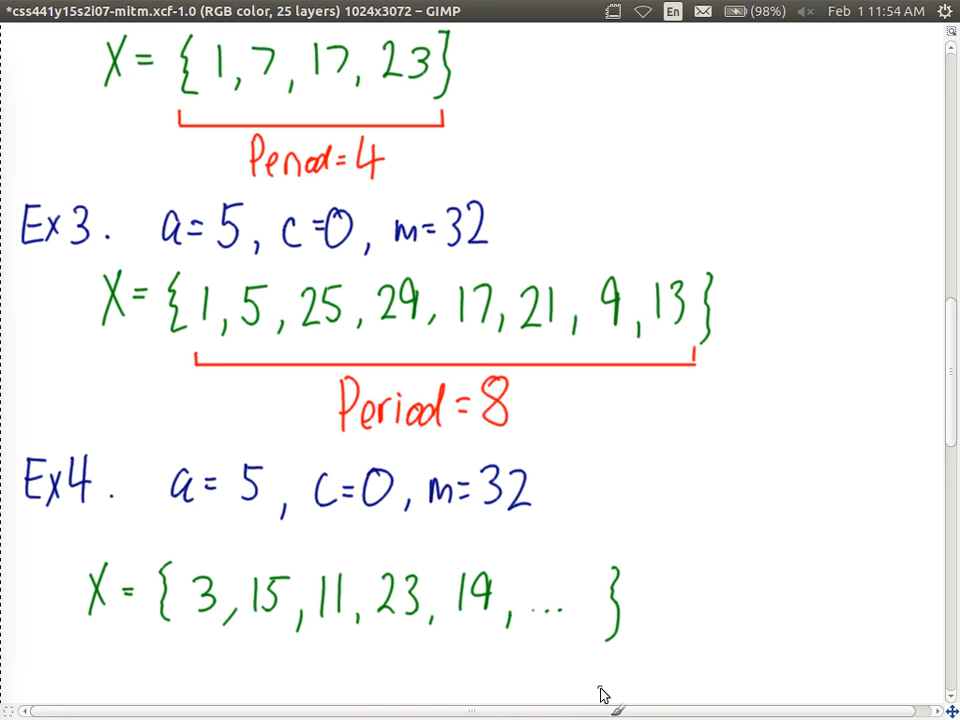 *css441y15s2i07-mitm.xcf-1.0 (RGB color, 25 layers) 1024x3072 – GIMP En (98%) Feb 1 11:54 AM
X = {1, 7, 17, 23}
Period = 4
Ex 3. a = 5, c = 0, m = 32
X = {1, 5, 25, 29, 17, 21, 9, 13}
Period = 8
Ex 4. a = 5, c = 0, m = 32
X = {3, 15, 11, 23, 19, ... }